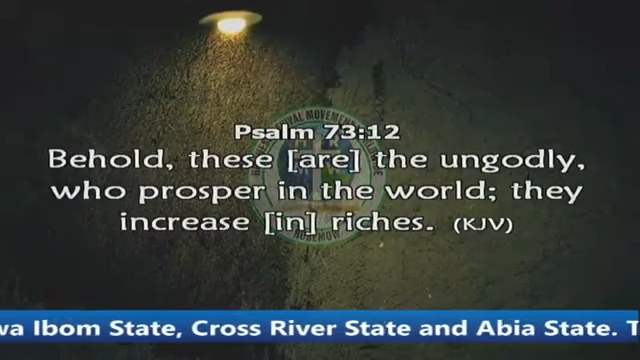 Psalm 73:12
Behold, these [are] the ungodly,
who prosper in the world; they
increase [in] riches. (KJV)
wa Ibom State, Cross River State and Abia State. T